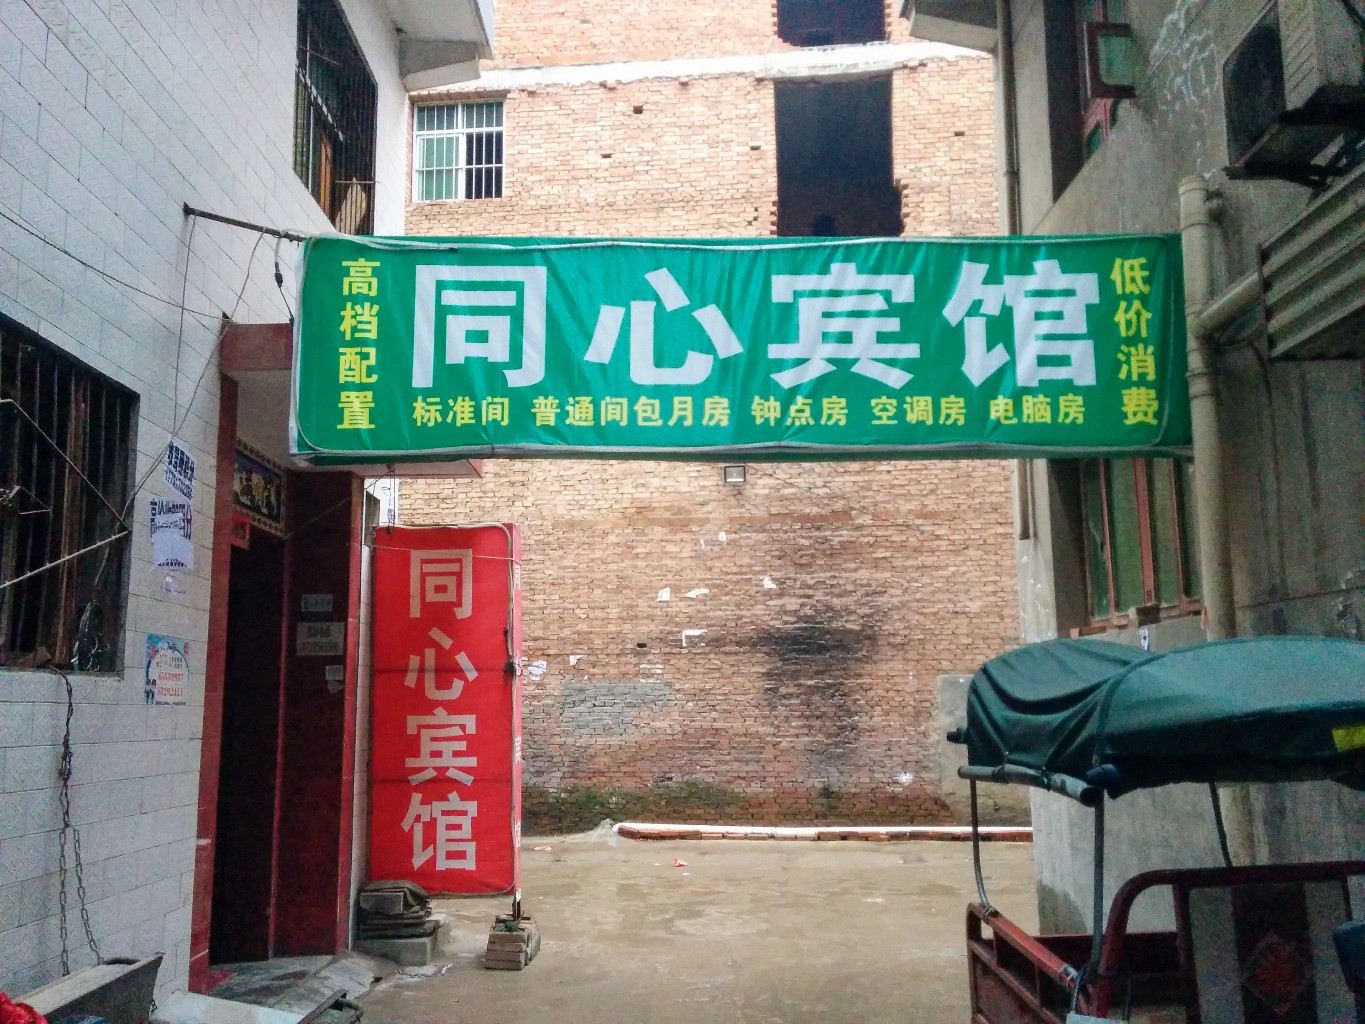 高档配置
同心宾馆
低价消费
标准间 普通间包月房 钟点房 空调房 电脑房
同心宾馆